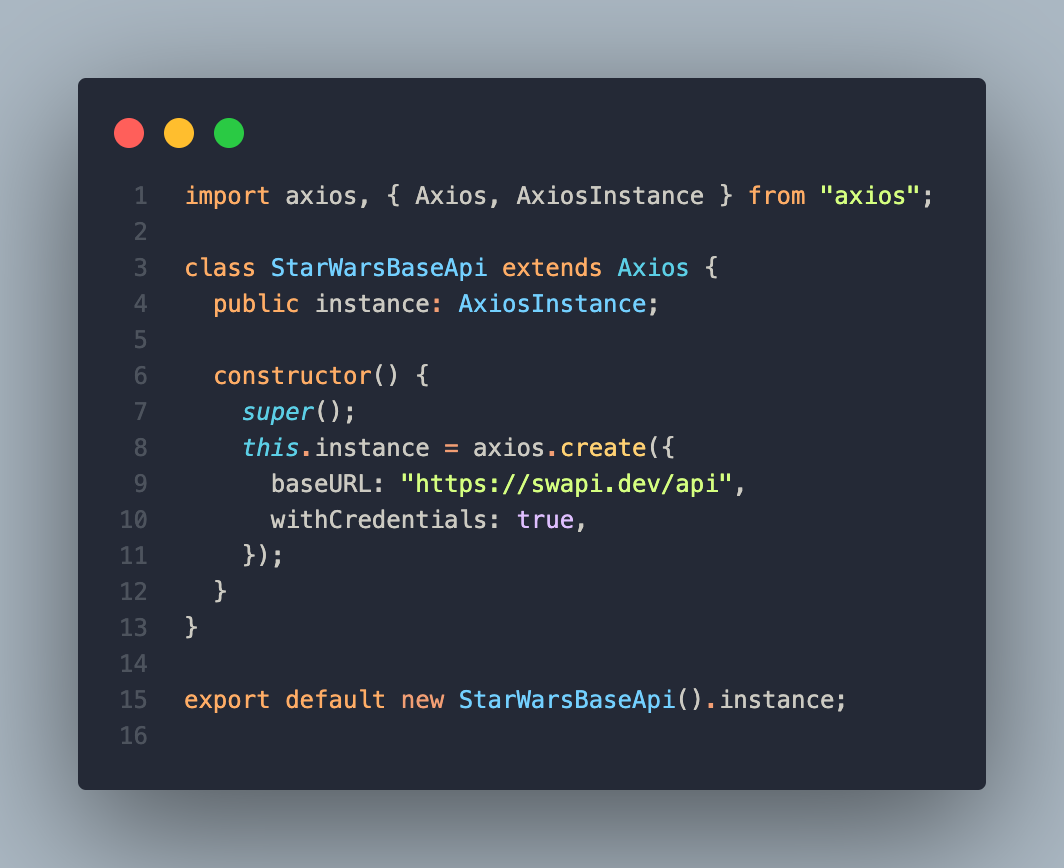 1 import axios, { Axios, AxiosInstance } from "axios";
2
3 class StarWarsBaseApi extends Axios {
4   public instance: AxiosInstance;
5
6   constructor() {
7     super();
8     this.instance = axios.create({
9       baseURL: "https://swapi.dev/api",
10       withCredentials: true,
11     });
12   }
13 }
14
15 export default new StarWarsBaseApi().instance;
16